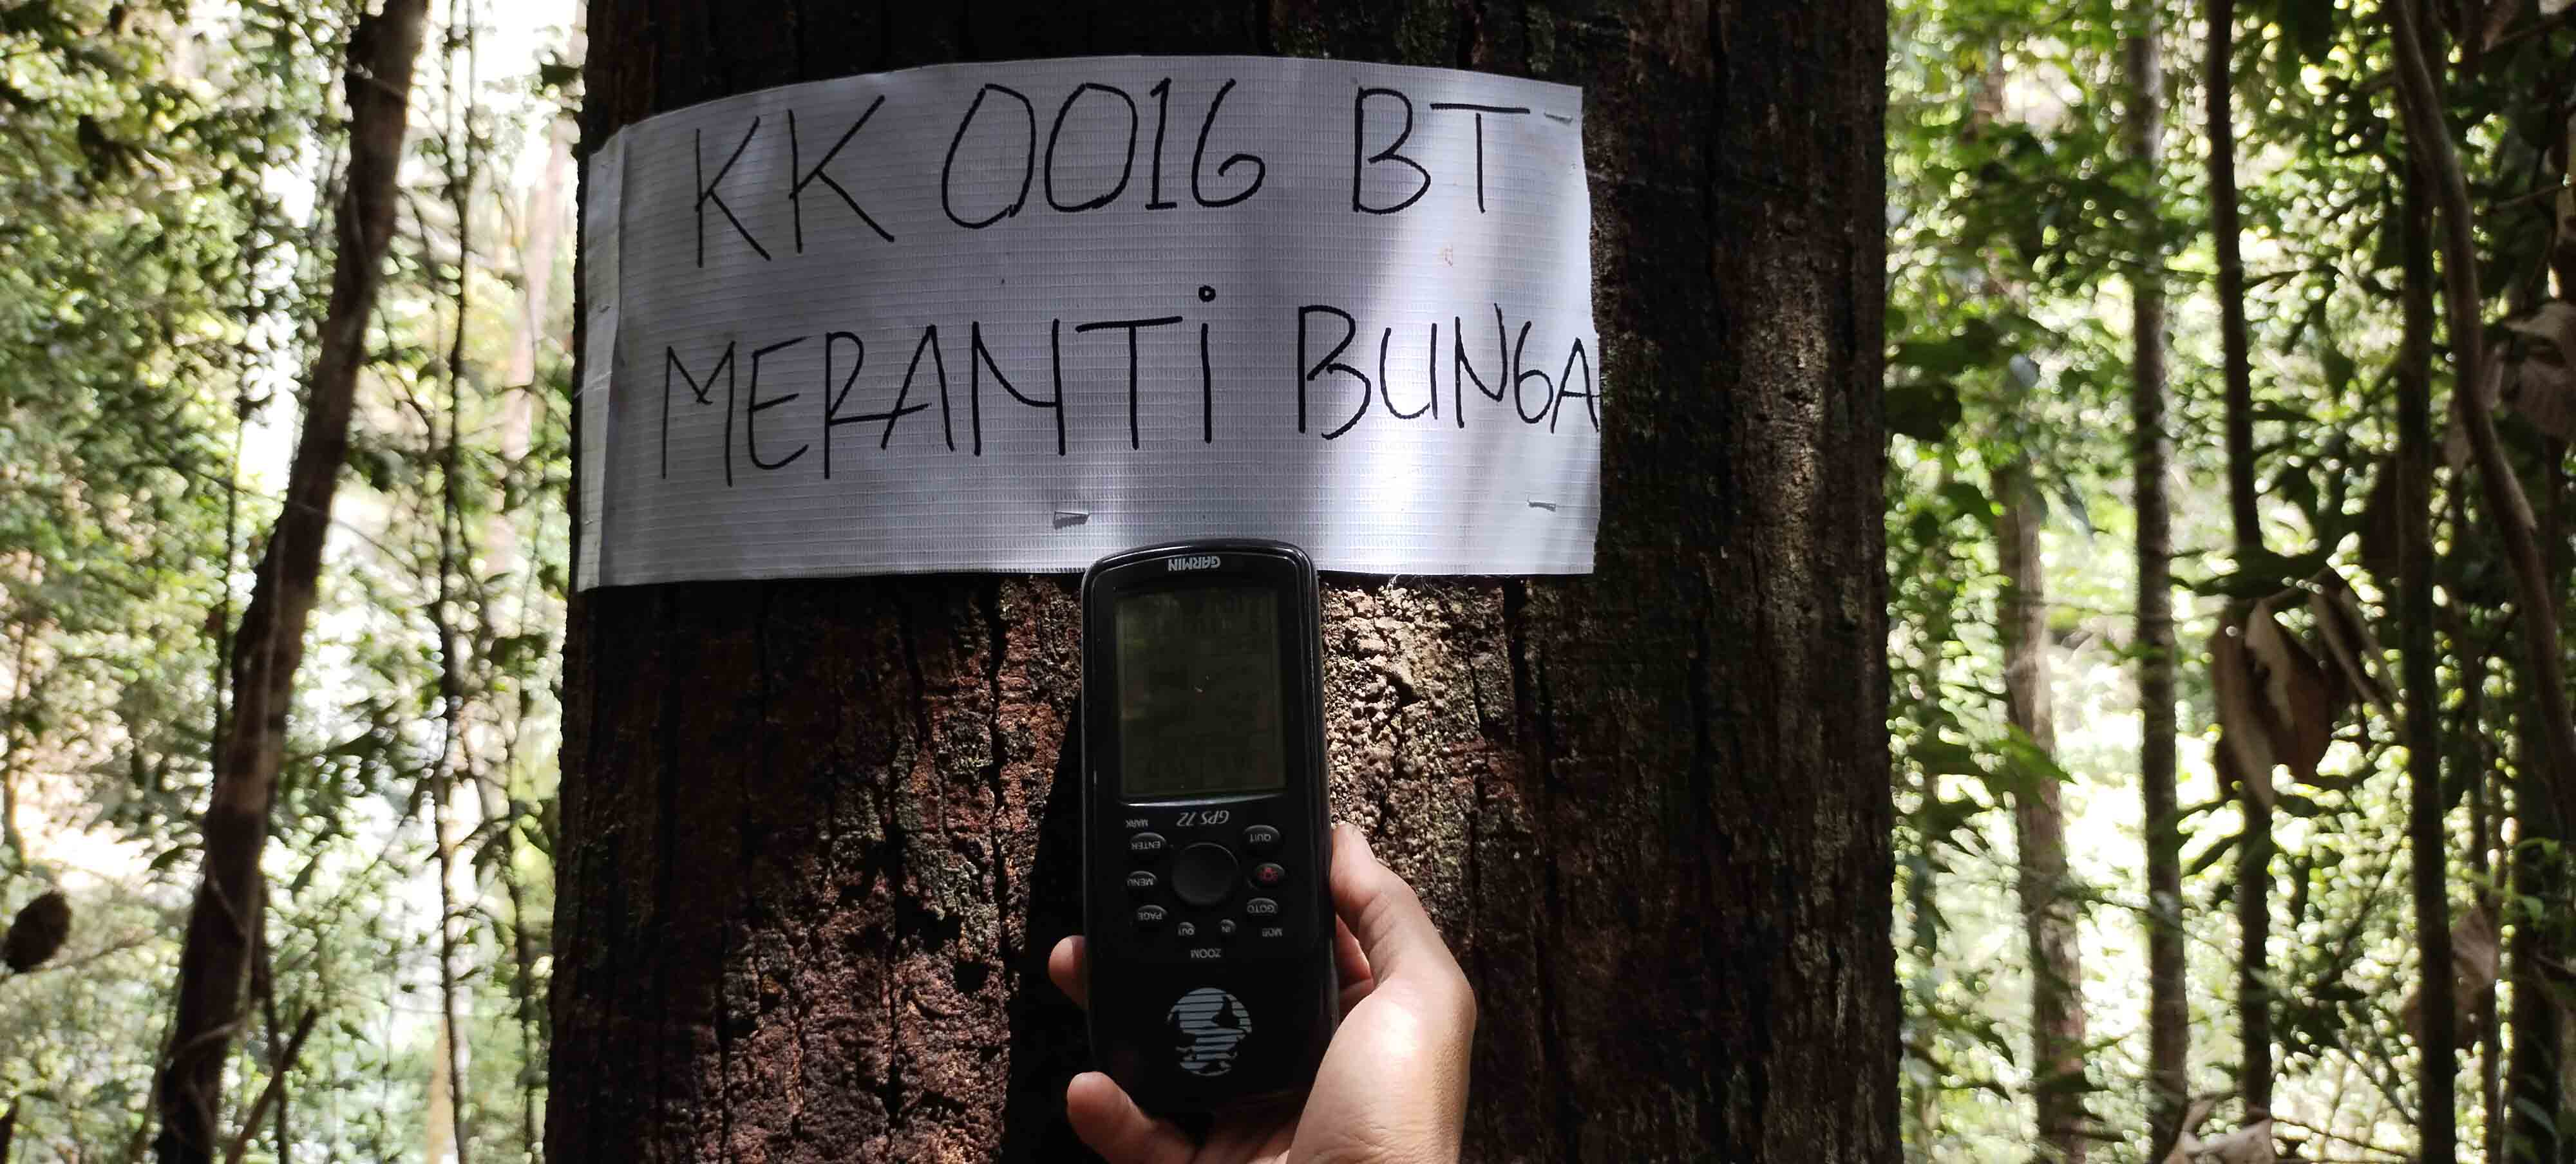 KK 0016 BT
MERANTi BUNGA
GARMIN
GPS 72
MARK
ENTER
QUIT
MENU
PAGE
GOTO
OUT
IN
MOB
ZOOM